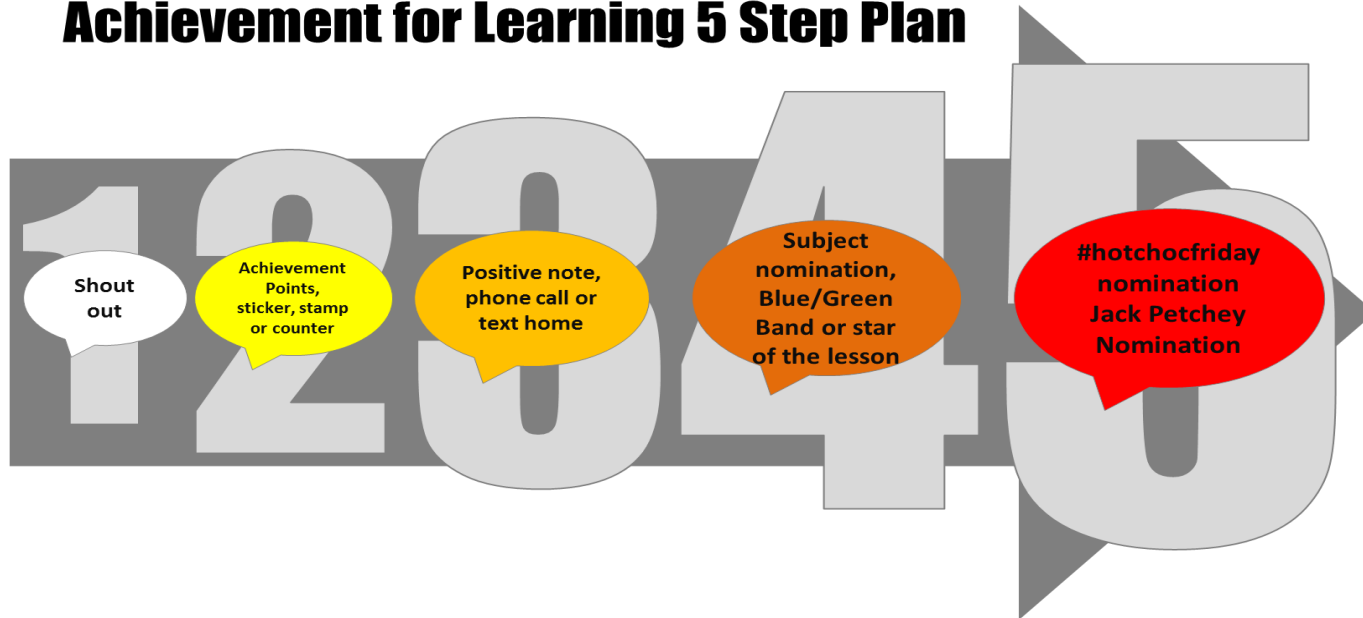 Achievement for Learning 5 Step Plan
1
2
3
4
5
Shout
out
Achievement
Points,
sticker, stamp
or counter
Positive note,
phone call or
text home
Subject
nomination,
Blue/Green
Band or star
of the lesson
#hotchocfriday
nomination
Jack Petchey
Nomination